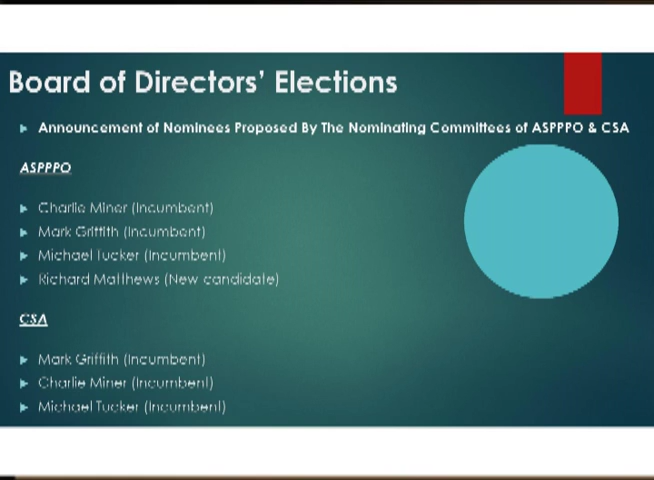 Board of Directors' Elections
Announcement of Nominees Proposed By The Nominating Committees of ASPPPO & CSA
ASPPPO
Charlie Miner (Incumbent)
Mark Griffith (Incumbent)
Michael Tucker (Incumbent)
Richard Matthews (New candidate)
CSA
Mark Griffith (Incumbent)
Charlie Miner (Incumbent)
Michael Tucker (Incumbent)